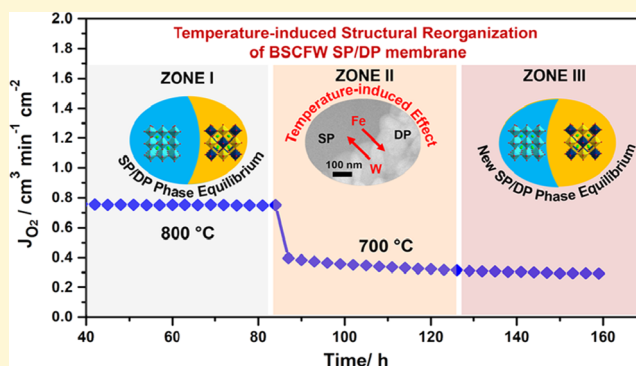 Temperature-induced Structural Reorganization
of BSCFW SP/DP membrane
ZONE I
ZONE II
ZONE III
SP/DP Phase Equilibrium
Temperature-induced Effect
SP
Fe
DP
W
100 nm
New SP/DP Phase Equilibrium
800 °C
700 °C
J_O₂ / cm³ min⁻¹ cm⁻²
2.0
1.8
1.6
1.4
1.2
1.0
0.8
0.6
0.4
0.2
0.0
40
60
80
100
120
140
160
Time/ h